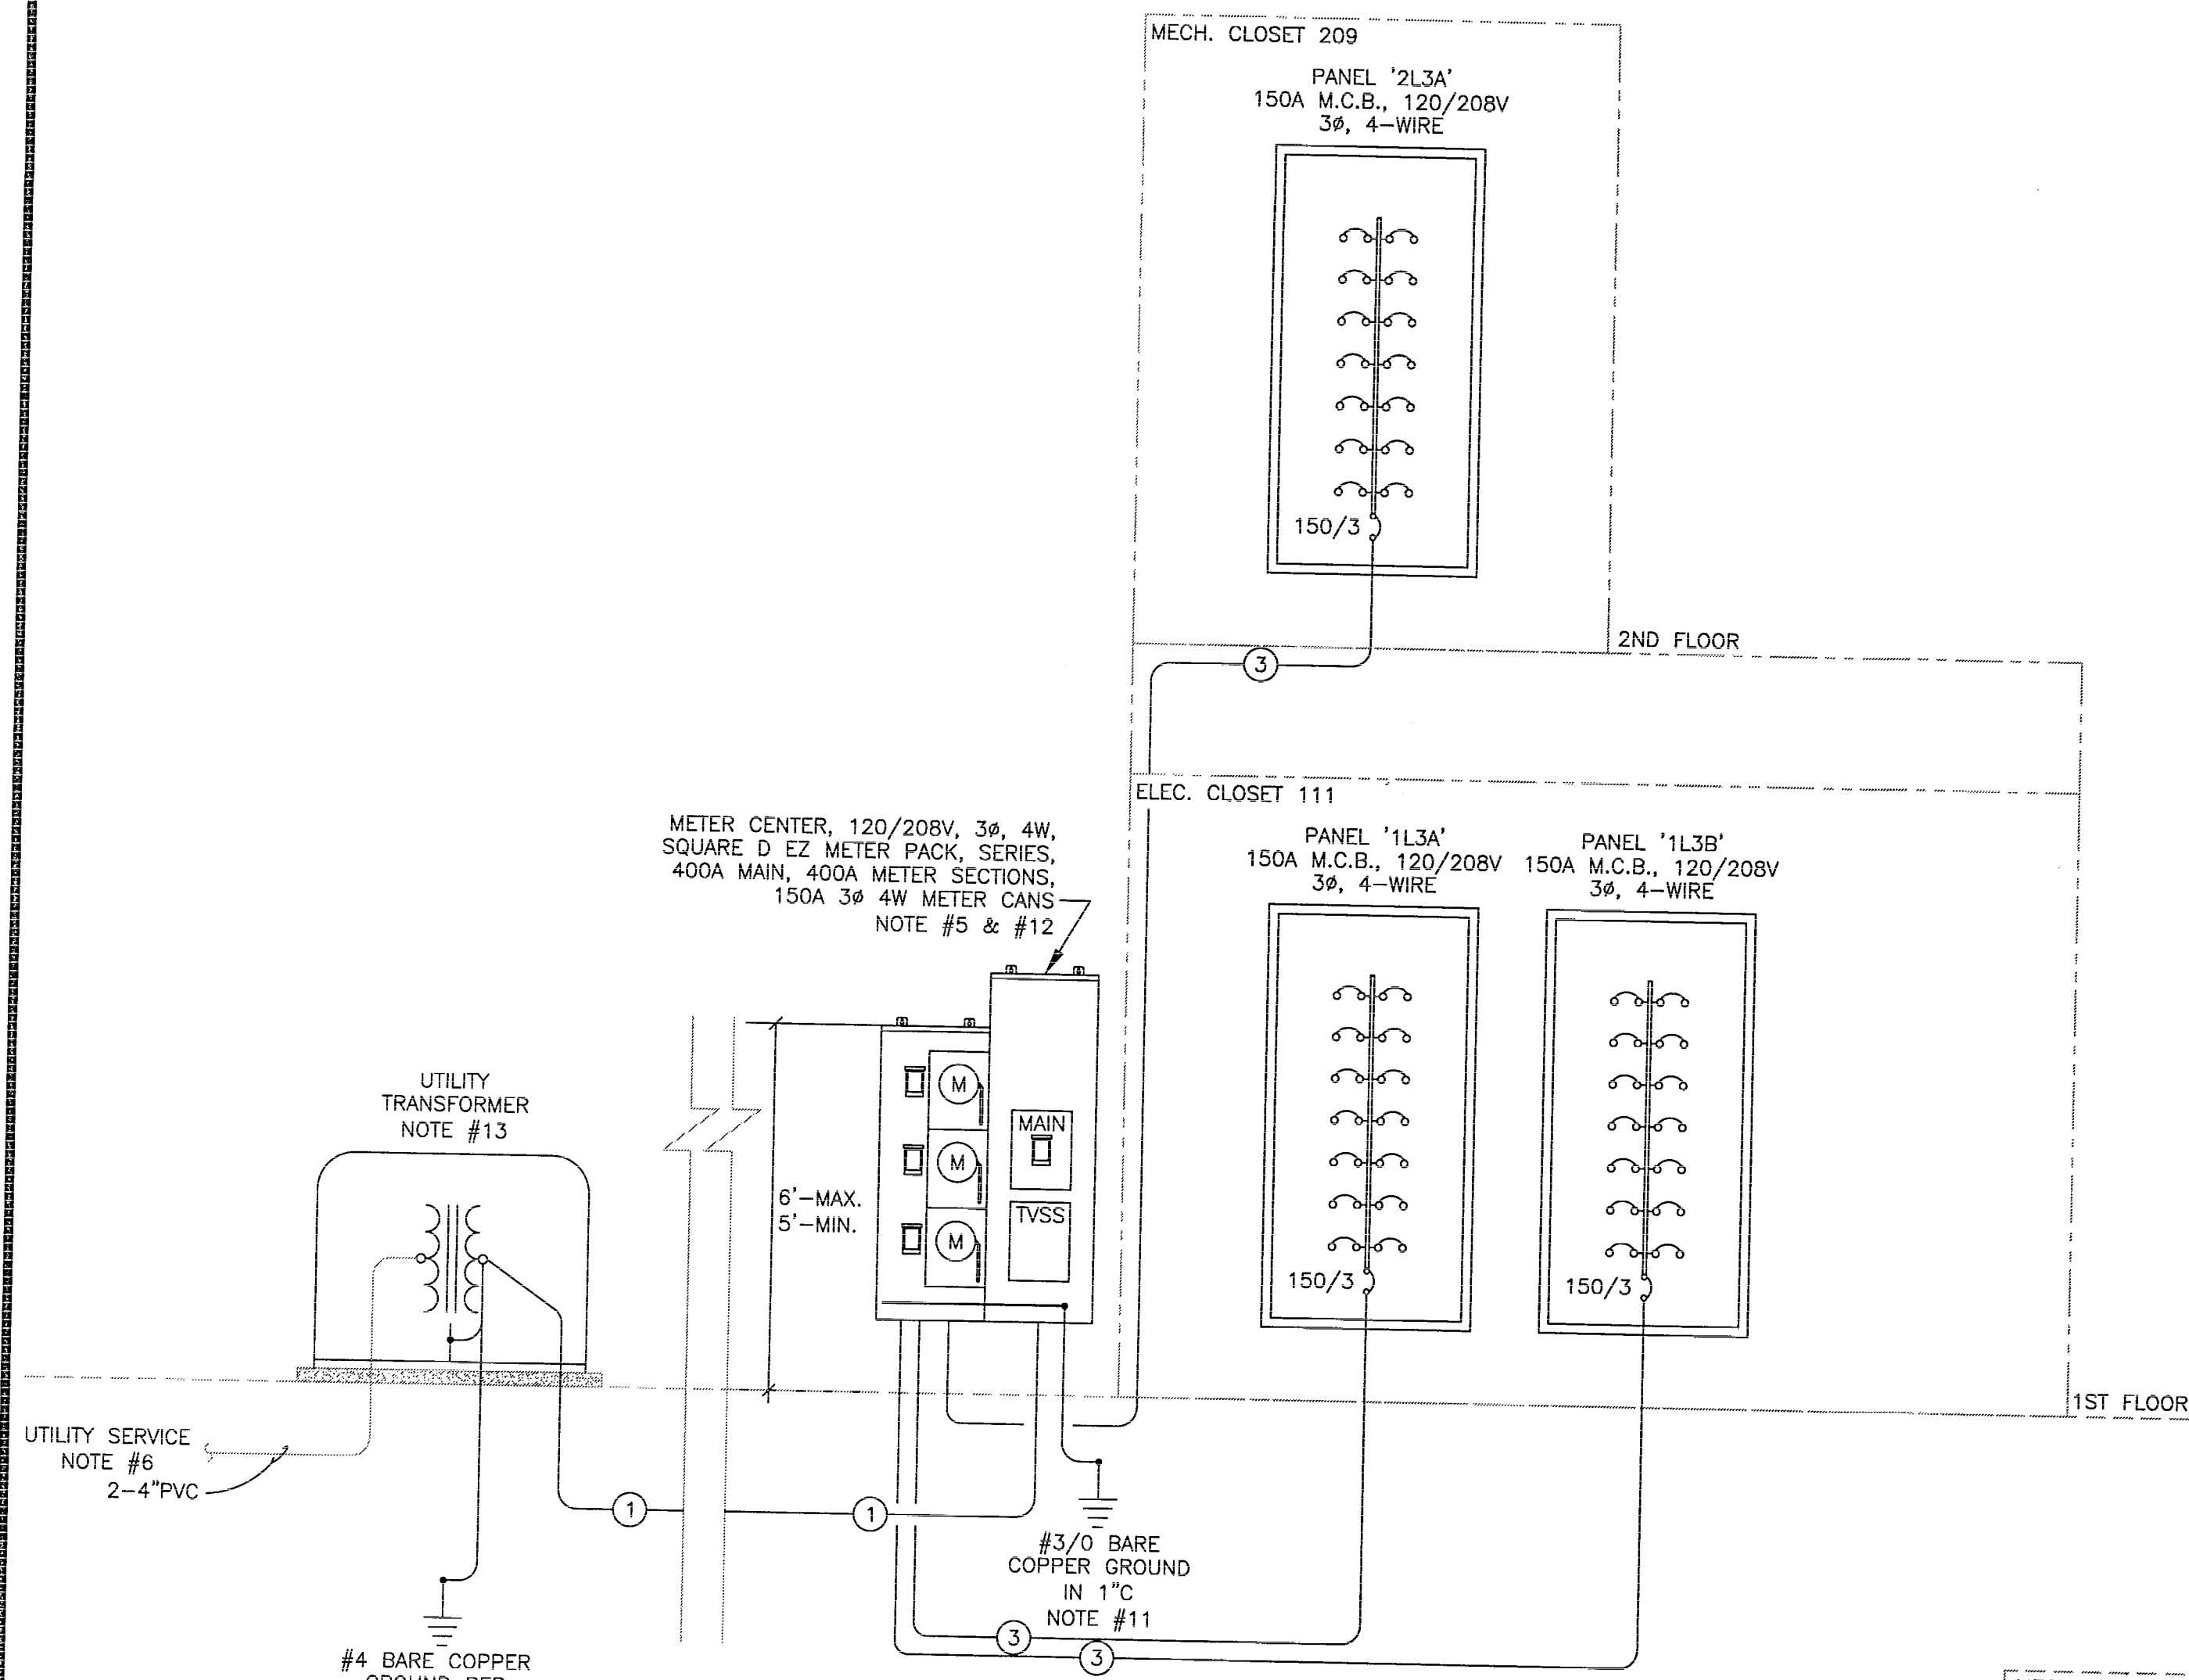 MECH. CLOSET 209
PANEL '2L3A'
150A M.C.B., 120/208V
3ø, 4-WIRE
150/3
2ND FLOOR
3
ELEC. CLOSET 111
METER CENTER, 120/208V, 3ø, 4W,
SQUARE D EZ METER PACK, SERIES,
400A MAIN, 400A METER SECTIONS,
150A 3ø 4W METER CANS
NOTE #5 & #12
PANEL '1L3A'
150A M.C.B., 120/208V
3ø, 4-WIRE
150/3
PANEL '1L3B'
150A M.C.B., 120/208V
3ø, 4-WIRE
150/3
UTILITY
TRANSFORMER
NOTE #13
M
M
M
MAIN
TVSS
6'-MAX.
5'-MIN.
1ST FLOOR
UTILITY SERVICE
NOTE #6
2-4"PVC
1
1
#3/0 BARE
COPPER GROUND
IN 1"C
NOTE #11
3
3
#4 BARE COPPER
GROUND PER